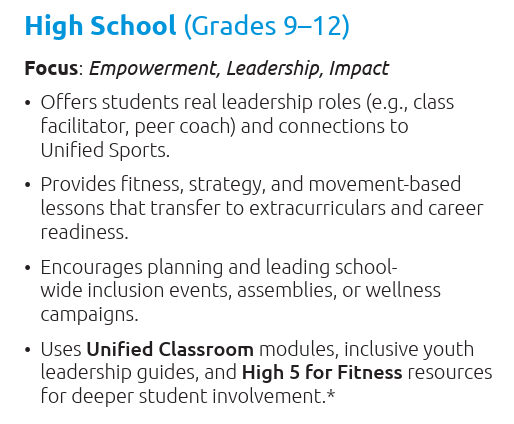 High School (Grades 9–12)
Focus: Empowerment, Leadership, Impact
• Offers students real leadership roles (e.g., class
facilitator, peer coach) and connections to
Unified Sports.
• Provides fitness, strategy, and movement-based
lessons that transfer to extracurriculars and career
readiness.
• Encourages planning and leading school-
wide inclusion events, assemblies, or wellness
campaigns.
• Uses Unified Classroom modules, inclusive youth
leadership guides, and High 5 for Fitness resources
for deeper student involvement.*